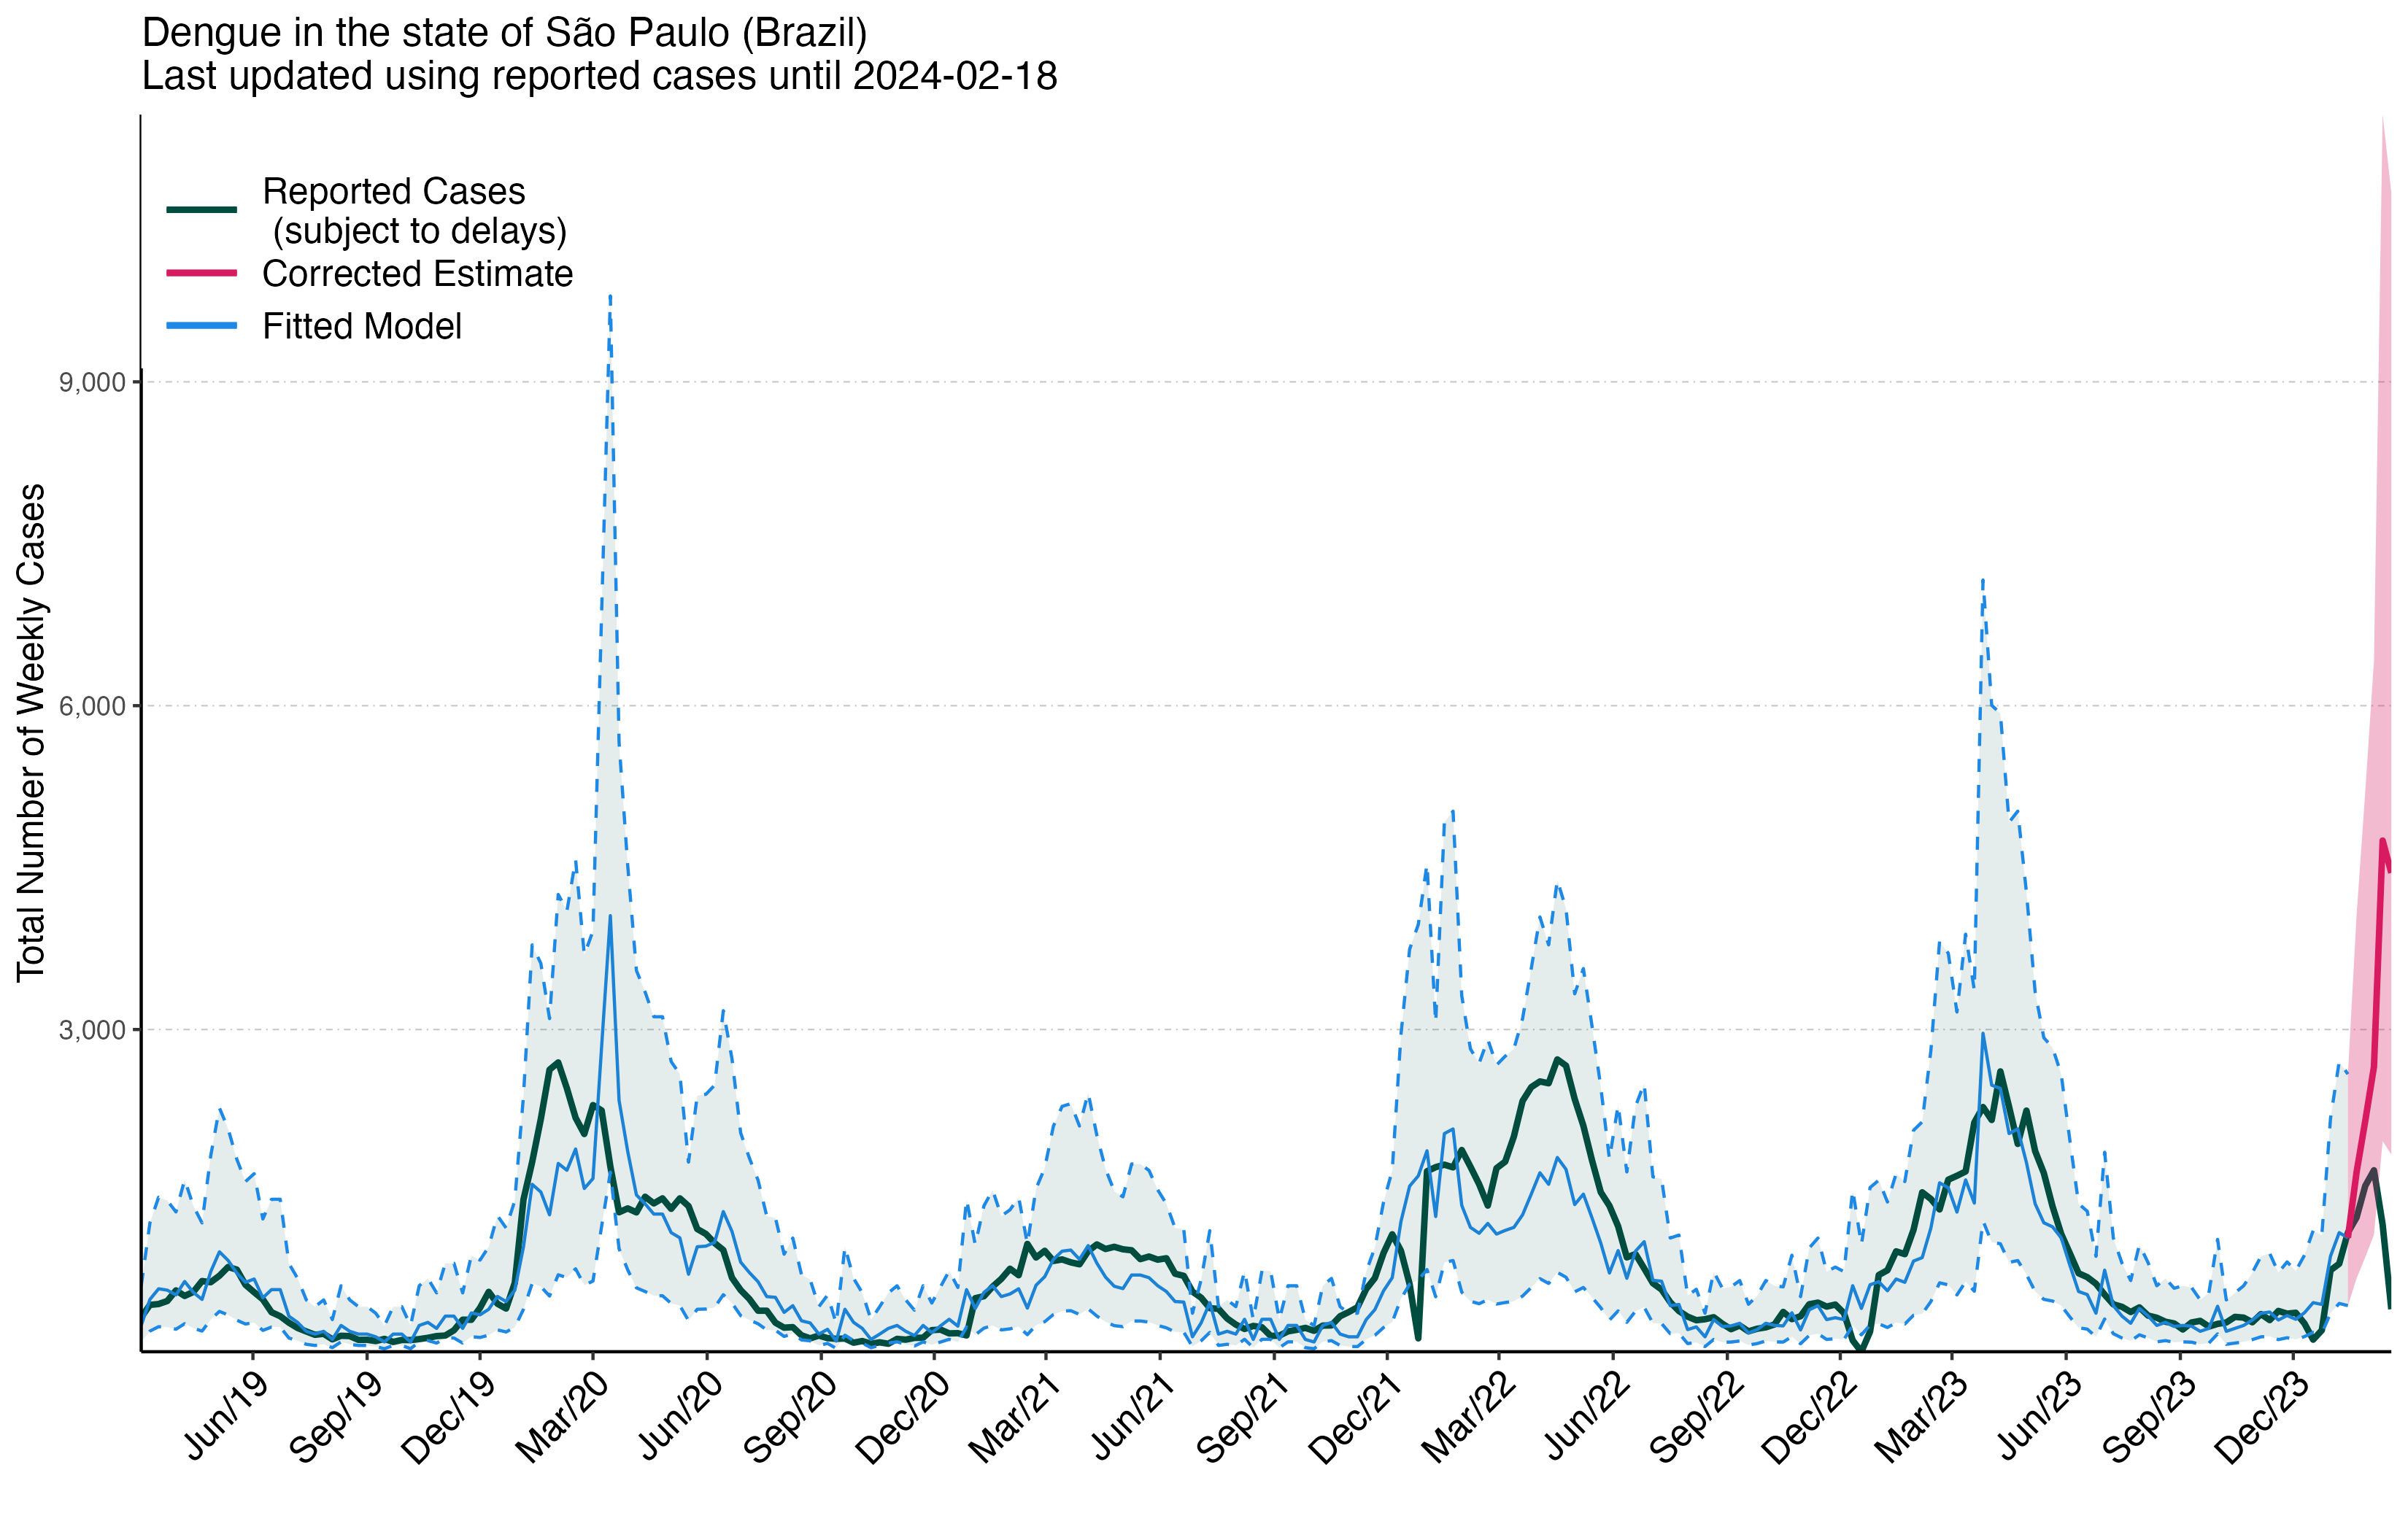 Dengue in the state of São Paulo (Brazil)
Last updated using reported cases until 2024-02-18
Reported Cases
(subject to delays)
Corrected Estimate
Fitted Model
Total Number of Weekly Cases
9,000
6,000
3,000
Jun/19
Sep/19
Dec/19
Mar/20
Jun/20
Sep/20
Dec/20
Mar/21
Jun/21
Sep/21
Dec/21
Mar/22
Jun/22
Sep/22
Dec/22
Mar/23
Jun/23
Sep/23
Dec/23